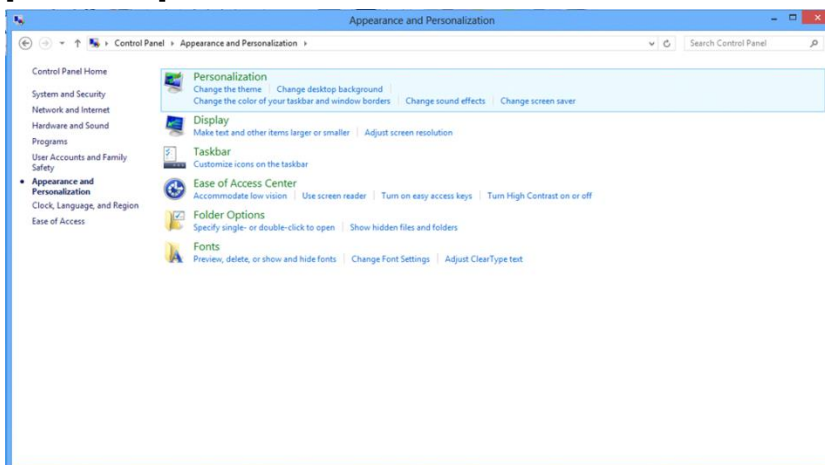 Appearance and Personalization
Control Panel Appearance and Personalization
Search Control Panel
Control Panel Home
System and Security
Network and Internet
Hardware and Sound
Programs
User Accounts and Family
Safety
Appearance and
Personalization
Clock, Language, and Region
Ease of Access
Personalization
Change the theme Change desktop background
Change the color of your taskbar and window borders Change sound effects Change screen saver
Display
Make text and other items larger or smaller Adjust screen resolution
Taskbar
Customize icons on the taskbar
Ease of Access Center
Accommodate low vision Use screen reader Turn on easy access keys Turn High Contrast on or off
Folder Options
Specify single- or double-click to open Show hidden files and folders
Fonts
Preview, delete, or show and hide fonts Change Font Settings Adjust ClearType text